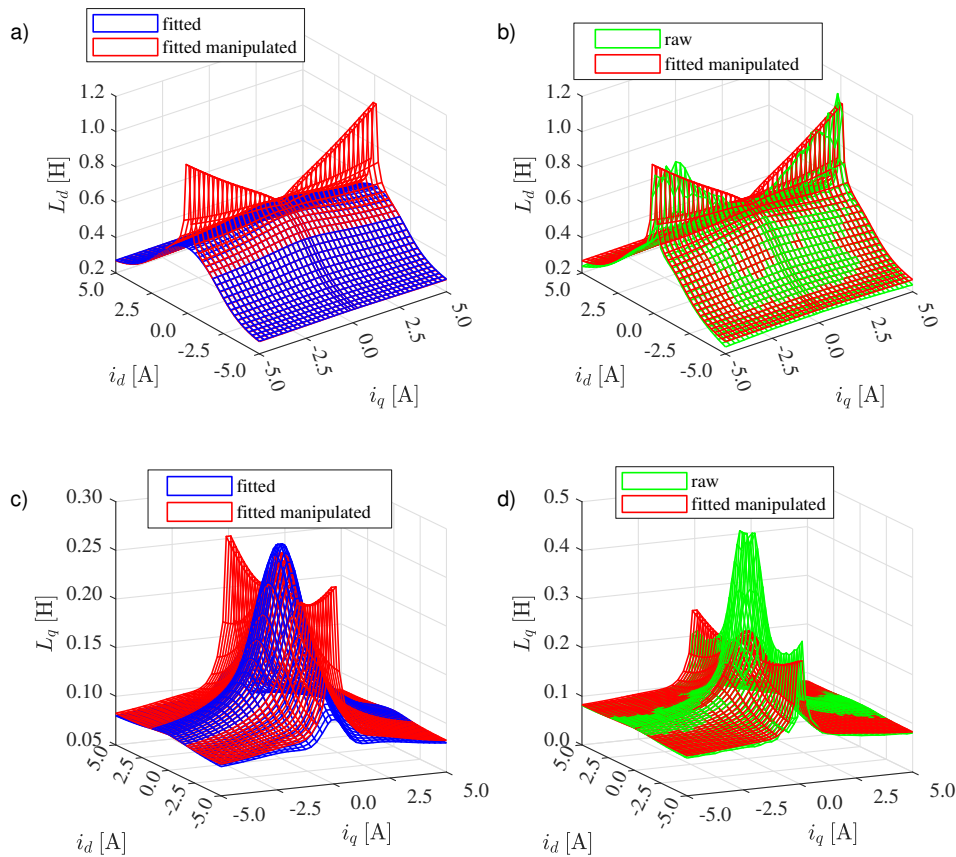 a)
fitted
fitted manipulated
1.2
1.0
0.8
0.6
0.4
0.2
L_d [H]
5.0
2.5
0.0
-2.5
-5.0
i_d [A]
-5.0
-2.5
0.0
2.5
5.0
i_q [A]
b)
raw
fitted manipulated
1.2
1.0
0.8
0.6
0.4
0.2
L_d [H]
5.0
2.5
0.0
-2.5
-5.0
i_d [A]
-5.0
-2.5
0.0
2.5
5.0
i_q [A]
c)
fitted
fitted manipulated
0.30
0.25
0.20
0.15
0.10
0.05
L_q [H]
5.0
2.5
0.0
-2.5
-5.0
i_d [A]
-5.0
-2.5
0.0
2.5
5.0
i_q [A]
d)
raw
fitted manipulated
0.5
0.4
0.3
0.2
0.1
0.0
L_q [H]
5.0
2.5
0.0
-2.5
-5.0
i_d [A]
-5.0
-2.5
0.0
2.5
5.0
i_q [A]